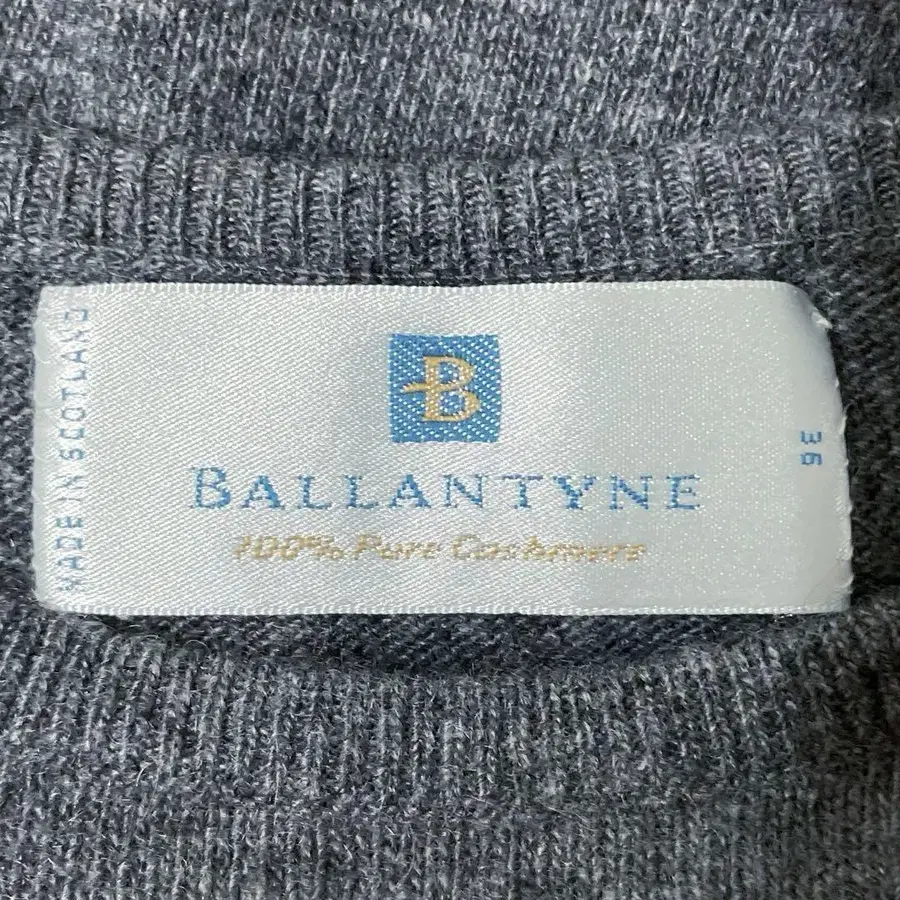 MADE IN SCOTLAND
B
BALLANTYNE
100% Pure Cashmere
36